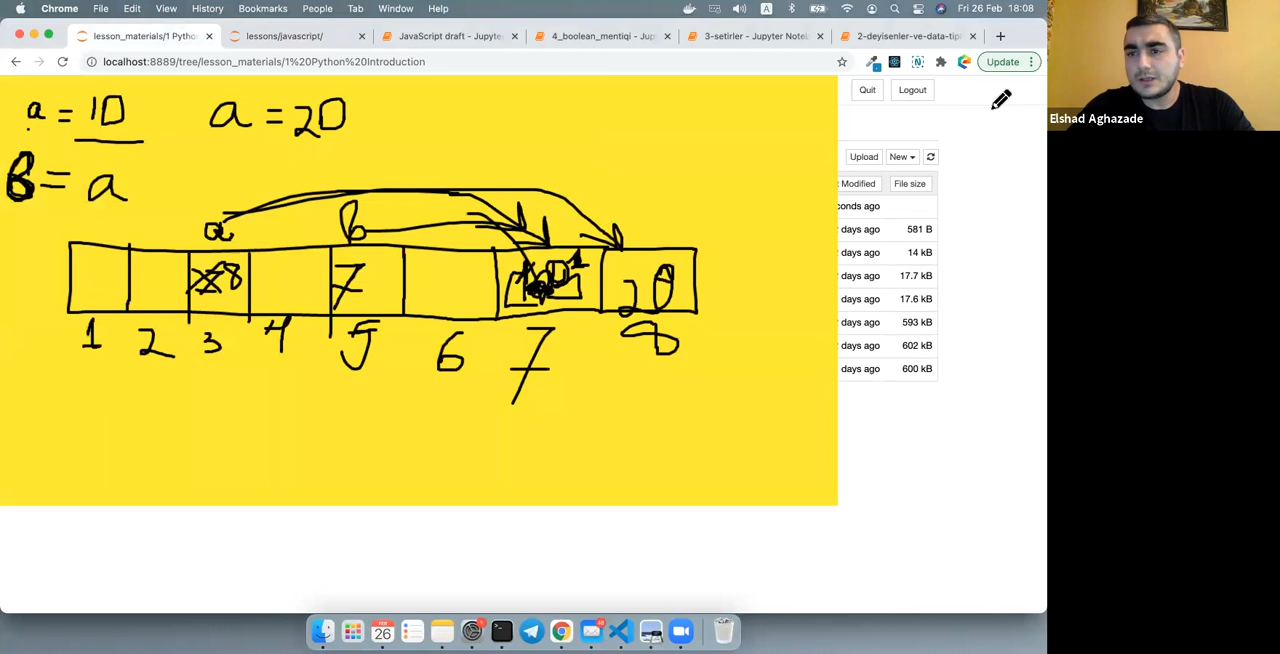 Chrome File Edit View History Bookmarks People Tab Window Help
A
Fri 26 Feb 18:08
lesson_materials/1 Pytho
lessons/javascript/
JavaScript draft - Jupyte
4_boolean_mentiqi - Jup
3-setirler - Jupyter Note
2-deyisenler-ve-data-tipl
localhost:8889/tree/lesson_materials/1%20Python%20Introduction
Update
Quit Logout
Upload New
t Modified File size
conds ago
days ago 581 B
days ago 14 kB
days ago 17.7 kB
days ago 17.6 kB
days ago 593 kB
days ago 602 kB
days ago 600 kB
a = 10 a = 20
B = a
a b
8 7 20
1 2 3 4 5 6 7 8
Elshad Aghazade
26